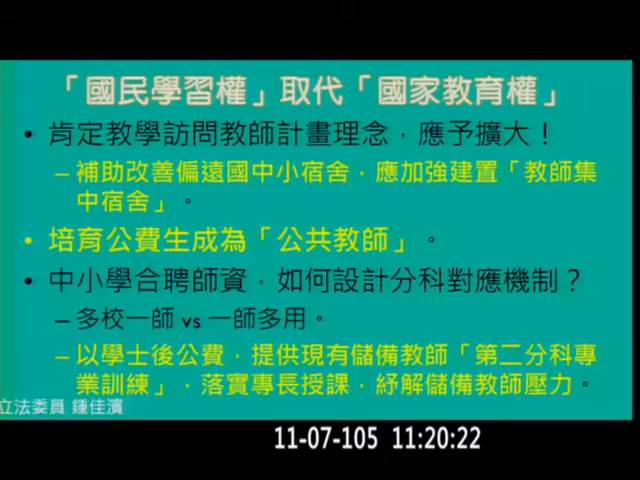 「國民學習權」取代「國家教育權」
• 肯定教學訪問教師計畫理念，應予擴大！
– 補助改善偏遠國中小宿舍，應加強建置「教師集
中宿舍」。
• 培育公費生成為「公共教師」。
• 中小學合聘師資，如何設計分科對應機制？
– 多校一師 vs 一師多用。
– 以學士後公費，提供現有儲備教師「第二分科專
業訓練」，落實專長授課，紓解儲備教師壓力。
立法委員 鍾佳濱
11-07-105 11:20:22